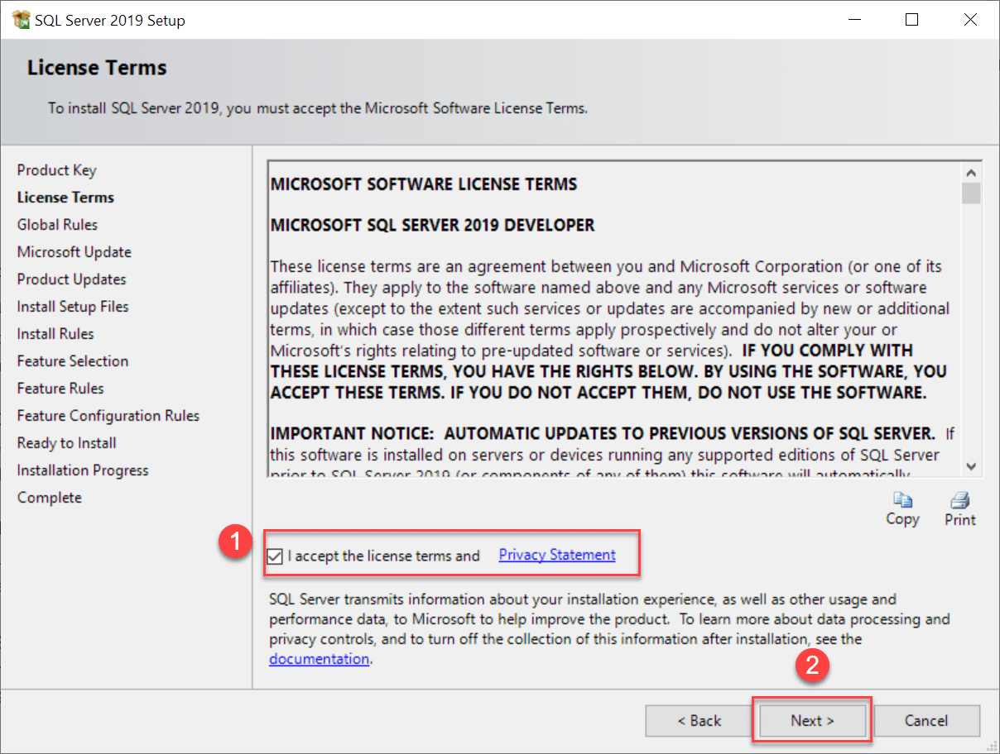 SQL Server 2019 Setup
License Terms
To install SQL Server 2019, you must accept the Microsoft Software License Terms.
Product Key
License Terms
Global Rules
Microsoft Update
Product Updates
Install Setup Files
Install Rules
Feature Selection
Feature Rules
Feature Configuration Rules
Ready to Install
Installation Progress
Complete
MICROSOFT SOFTWARE LICENSE TERMS
MICROSOFT SQL SERVER 2019 DEVELOPER
These license terms are an agreement between you and Microsoft Corporation (or one of its
affiliates). They apply to the software named above and any Microsoft services or software
updates (except to the extent such services or updates are accompanied by new or additional
terms, in which case those different terms apply prospectively and do not alter your or
Microsoft's rights relating to pre-updated software or services).  IF YOU COMPLY WITH
THESE LICENSE TERMS, YOU HAVE THE RIGHTS BELOW. BY USING THE SOFTWARE, YOU
ACCEPT THESE TERMS. IF YOU DO NOT ACCEPT THEM, DO NOT USE THE SOFTWARE.
IMPORTANT NOTICE:  AUTOMATIC UPDATES TO PREVIOUS VERSIONS OF SQL SERVER.  If
this software is installed on servers or devices running any supported editions of SQL Server
prior to SQL Server 2019 (or components of any of them) this software will automatically
Copy
Print
1
I accept the license terms and Privacy Statement
SQL Server transmits information about your installation experience, as well as other usage and
performance data, to Microsoft to help improve the product.  To learn more about data processing and
privacy controls, and to turn off the collection of this information after installation, see the
documentation.
2
< Back
Next >
Cancel